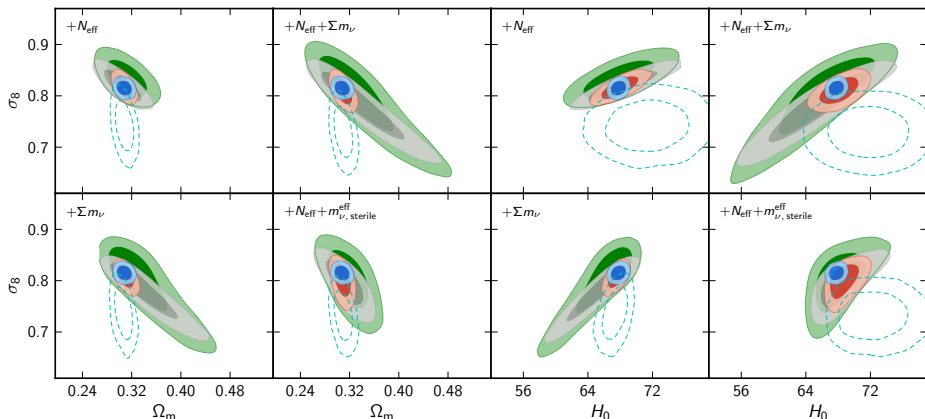 +N_eff
+N_eff+Σm_ν
+N_eff
+N_eff+Σm_ν
0.9
0.8
0.7
σ_8
+Σm_ν
+N_eff+m^eff_ν, sterile
+Σm_ν
+N_eff+m^eff_ν, sterile
0.9
0.8
0.7
σ_8
0.24 0.32 0.40 0.48
0.24 0.32 0.40 0.48
56 64 72
56 64 72
Ω_m
Ω_m
H_0
H_0